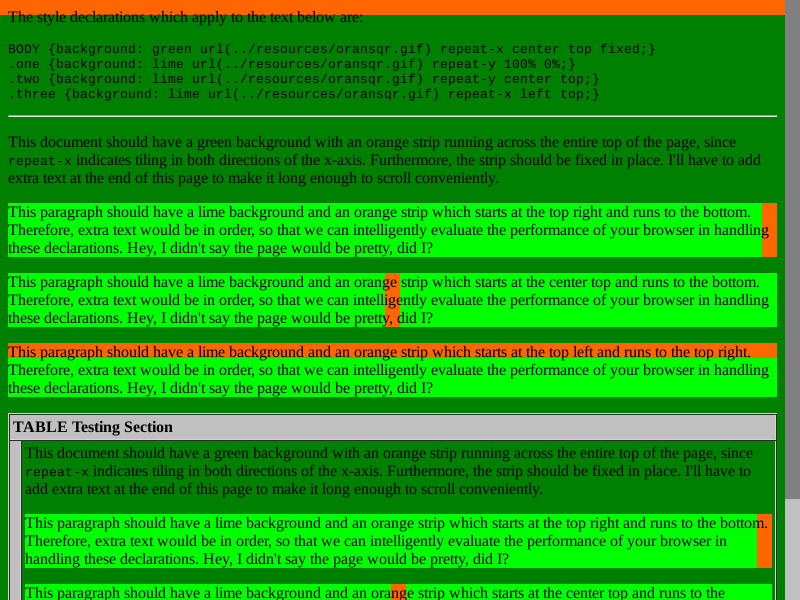 The style declarations which apply to the text below are:
BODY {background: green url(../resources/oransqr.gif) repeat-x center top fixed;}
.one {background: lime url(../resources/oransqr.gif) repeat-y 100% 0%;}
.two {background: lime url(../resources/oransqr.gif) repeat-y center top;}
.three {background: lime url(../resources/oransqr.gif) repeat-x left top;}
This document should have a green background with an orange strip running across the entire top of the page, since
repeat-x indicates tiling in both directions of the x-axis. Furthermore, the strip should be fixed in place. I'll have to add
extra text at the end of this page to make it long enough to scroll conveniently.
This paragraph should have a lime background and an orange strip which starts at the top right and runs to the bottom.
Therefore, extra text would be in order, so that we can intelligently evaluate the performance of your browser in handling
these declarations. Hey, I didn't say the page would be pretty, did I?
This paragraph should have a lime background and an orange strip which starts at the center top and runs to the bottom.
Therefore, extra text would be in order, so that we can intelligently evaluate the performance of your browser in handling
these declarations. Hey, I didn't say the page would be pretty, did I?
This paragraph should have a lime background and an orange strip which starts at the top left and runs to the top right.
Therefore, extra text would be in order, so that we can intelligently evaluate the performance of your browser in handling
these declarations. Hey, I didn't say the page would be pretty, did I?
TABLE Testing Section
This document should have a green background with an orange strip running across the entire top of the page, since
repeat-x indicates tiling in both directions of the x-axis. Furthermore, the strip should be fixed in place. I'll have to
add extra text at the end of this page to make it long enough to scroll conveniently.
This paragraph should have a lime background and an orange strip which starts at the top right and runs to the bottom.
Therefore, extra text would be in order, so that we can intelligently evaluate the performance of your browser in
handling these declarations. Hey, I didn't say the page would be pretty, did I?
This paragraph should have a lime background and an orange strip which starts at the center top and runs to the